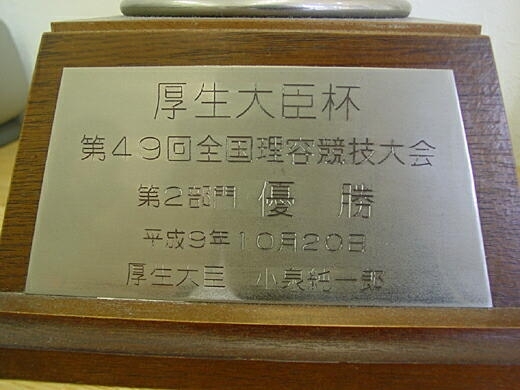 厚生大臣杯
第49回全国理容競技大会
第2部門 優 勝
平成9年10月20日
厚生大臣 小泉純一郎